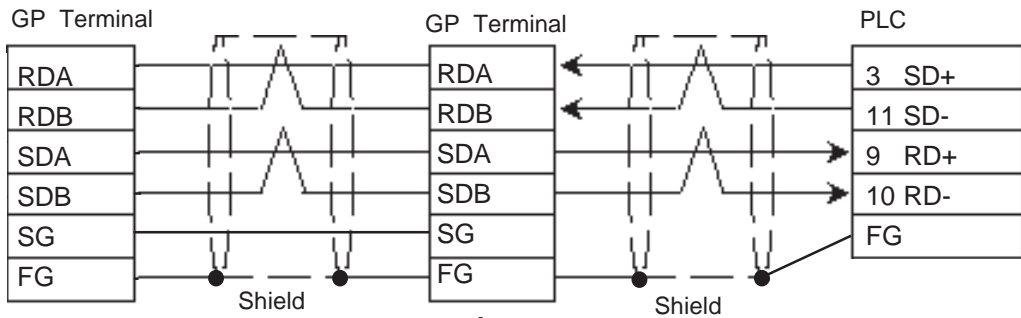 GP Terminal
RDA
RDB
SDA
SDB
SG
FG
Shield
GP Terminal
RDA
RDB
SDA
SDB
SG
FG
Shield
PLC
3 SD+
11 SD-
9 RD+
10 RD-
FG